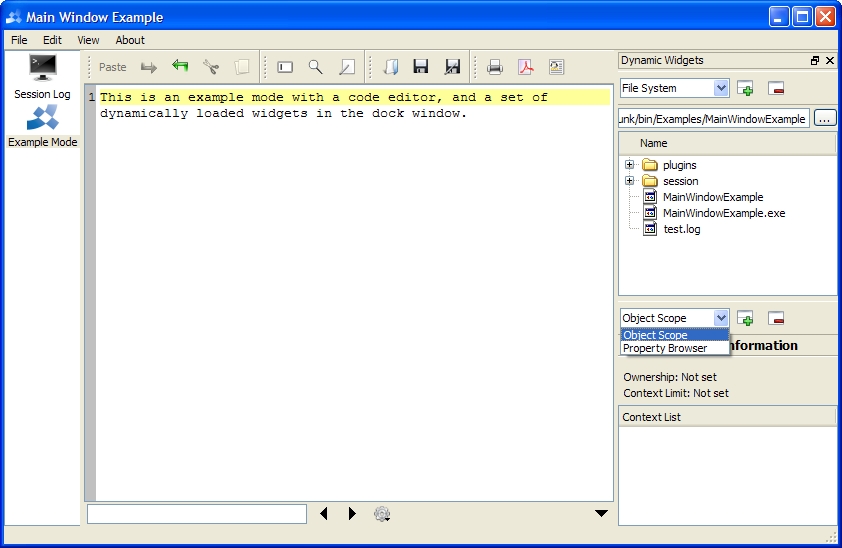 Main Window Example
File Edit View About
Session Log
Example Mode
Paste
1 This is an example mode with a code editor, and a set of
dynamically loaded widgets in the dock window.
Dynamic Widgets
File System
unk/bin/Examples/MainWindowExample ...
Name
plugins
session
MainWindowExample
MainWindowExample.exe
test.log
Object Scope
Object Scope
Property Browser
nformation
Ownership: Not set
Context Limit: Not set
Context List